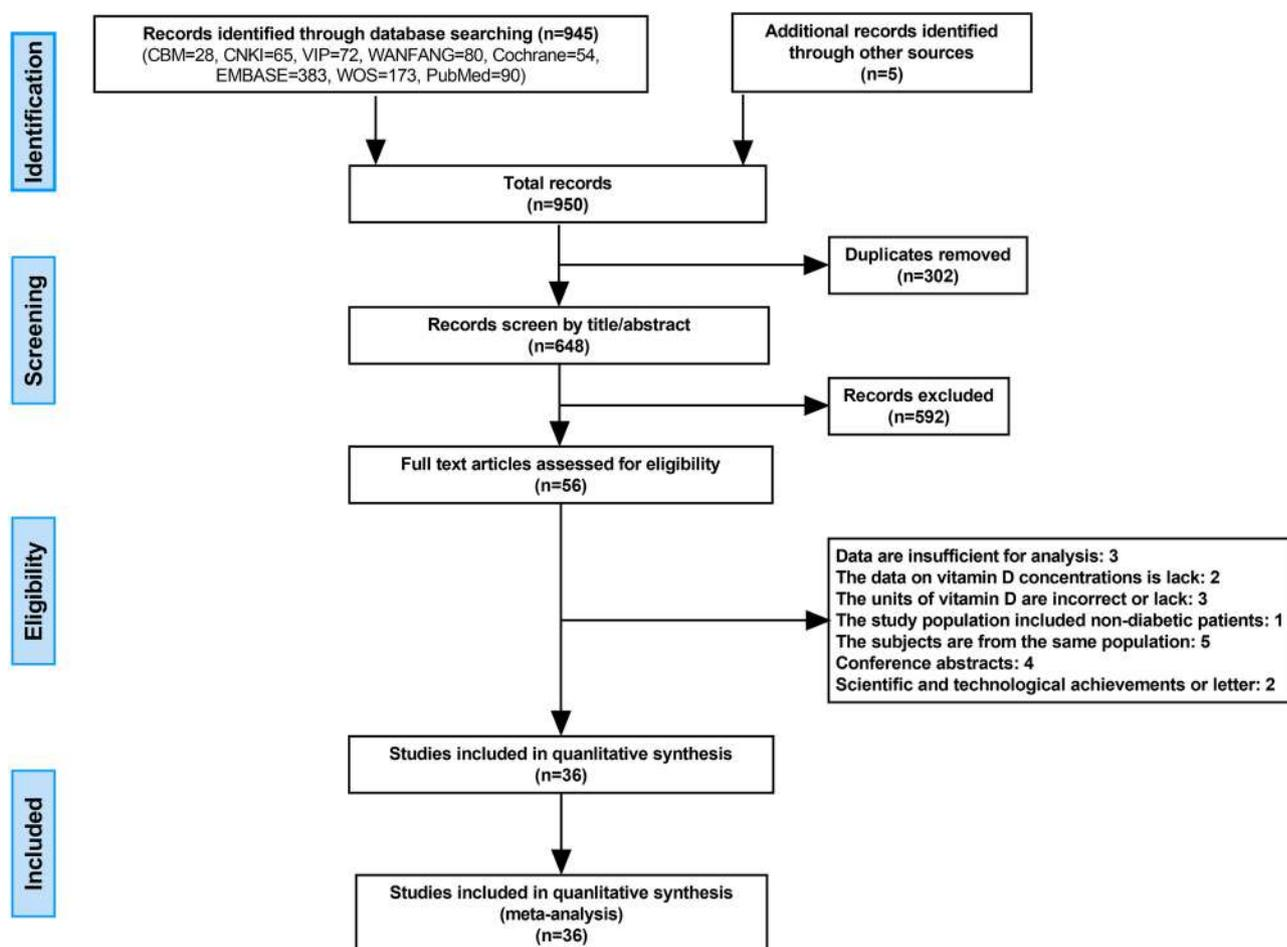 Identification
Records identified through database searching (n=945)
(CBM=28, CNKI=65, VIP=72, WANFANG=80, Cochrane=54,
EMBASE=383, WOS=173, PubMed=90)
Additional records identified
through other sources
(n=5)
Total records
(n=950)
Screening
Duplicates removed
(n=302)
Records screen by title/abstract
(n=648)
Records excluded
(n=592)
Full text articles assessed for eligibility
(n=56)
Eligibility
Data are insufficient for analysis: 3
The data on vitamin D concentrations is lack: 2
The units of vitamin D are incorrect or lack: 3
The study population included non-diabetic patients: 1
The subjects are from the same population: 5
Conference abstracts: 4
Scientific and technological achievements or letter: 2
Included
Studies included in quanlitative synthesis
(n=36)
Studies included in quanlitative synthesis
(meta-analysis)
(n=36)